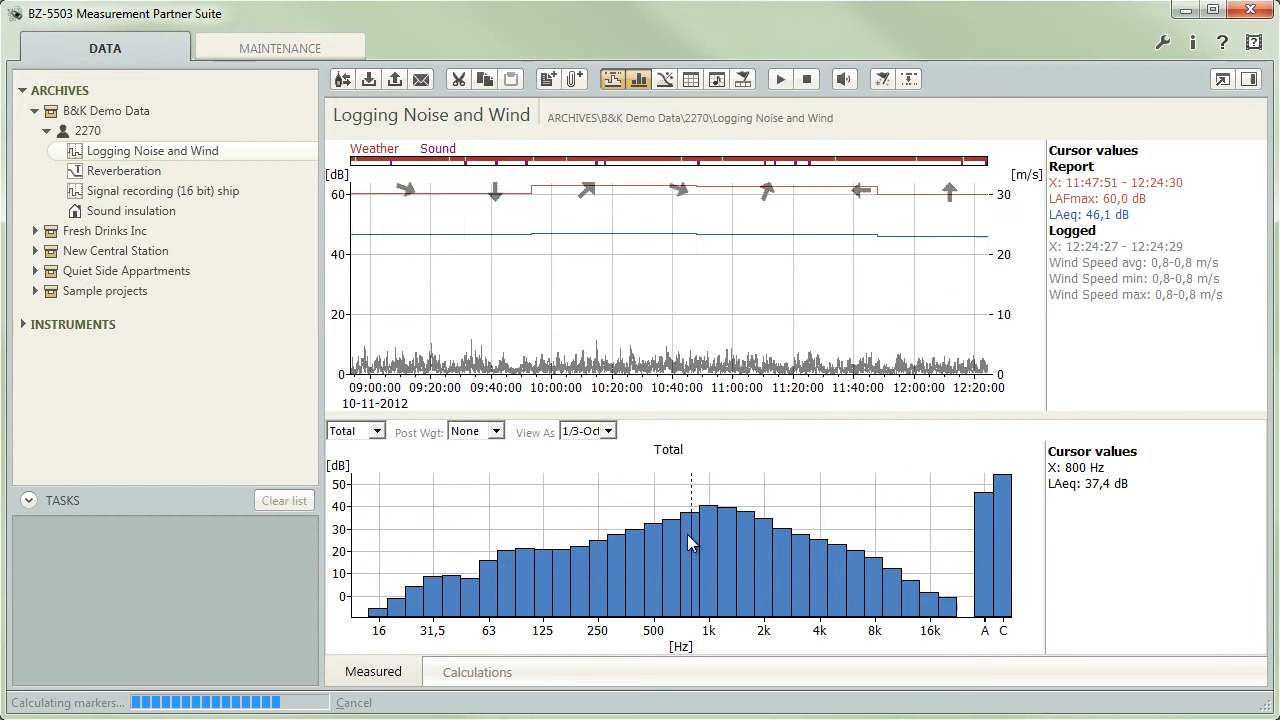 BZ-5503 Measurement Partner Suite
DATA
MAINTENANCE
ARCHIVES
B&K Demo Data
2270
Logging Noise and Wind
Reverberation
Signal recording (16 bit) ship
Sound insulation
Fresh Drinks Inc
New Central Station
Quiet Side Appartments
Sample projects
INSTRUMENTS
TASKS
Clear list
Logging Noise and Wind
ARCHIVES\B&K Demo Data\2270\Logging Noise and Wind
Weather Sound
[dB] [m/s]
60 30
40 20
20 10
0 0
09:00:00 09:20:00 09:40:00 10:00:00 10:20:00 10:40:00 11:00:00 11:20:00 11:40:00 12:00:00 12:20:00
10-11-2012
Cursor values
Report
X: 11:47:51 - 12:24:30
LAFmax: 60,0 dB
LAeq: 46,1 dB
Logged
X: 12:24:27 - 12:24:29
Wind Speed avg: 0,8-0,8 m/s
Wind Speed min: 0,8-0,8 m/s
Wind Speed max: 0,8-0,8 m/s
Total Post Wgt: None View As 1/3-Oct
Total
[dB]
50
40
30
20
10
0
16 31,5 63 125 250 500 1k 2k 4k 8k 16k A C
[Hz]
Cursor values
X: 800 Hz
LAeq: 37,4 dB
Measured
Calculations
Calculating markers... Cancel